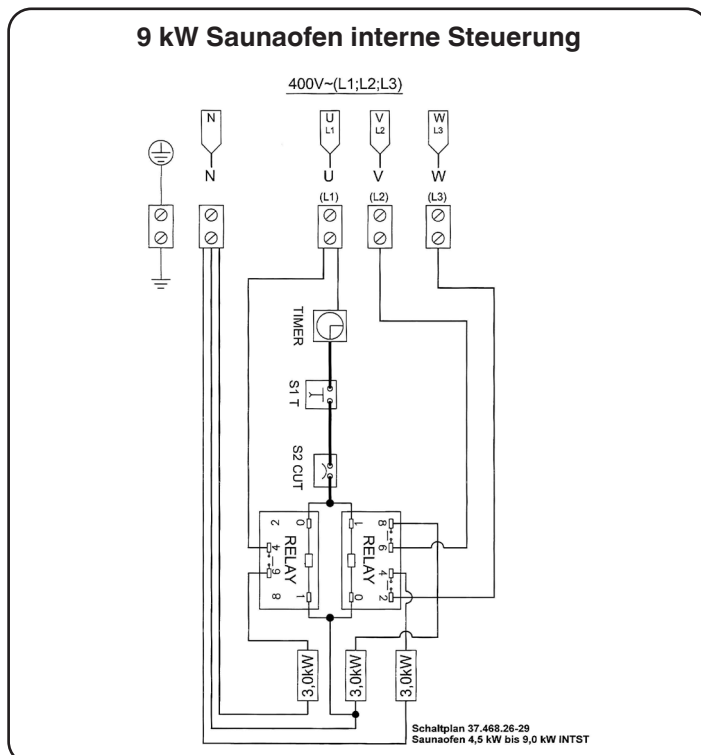 9 kW Saunaofen interne Steuerung
400V~(L1;L2;L3)
N
U
L1
V
L2
W
L3
N
U
V
W
(L1)
(L2)
(L3)
TIMER
S1 T
S2 CUT
2
0
4
6
8
1
RELAY
1
8
6
4
0
2
RELAY
3,0kW
3,0kW
3,0kW
Schaltplan 37.468.26-29
Saunaofen 4,5 kW bis 9,0 kW INTST